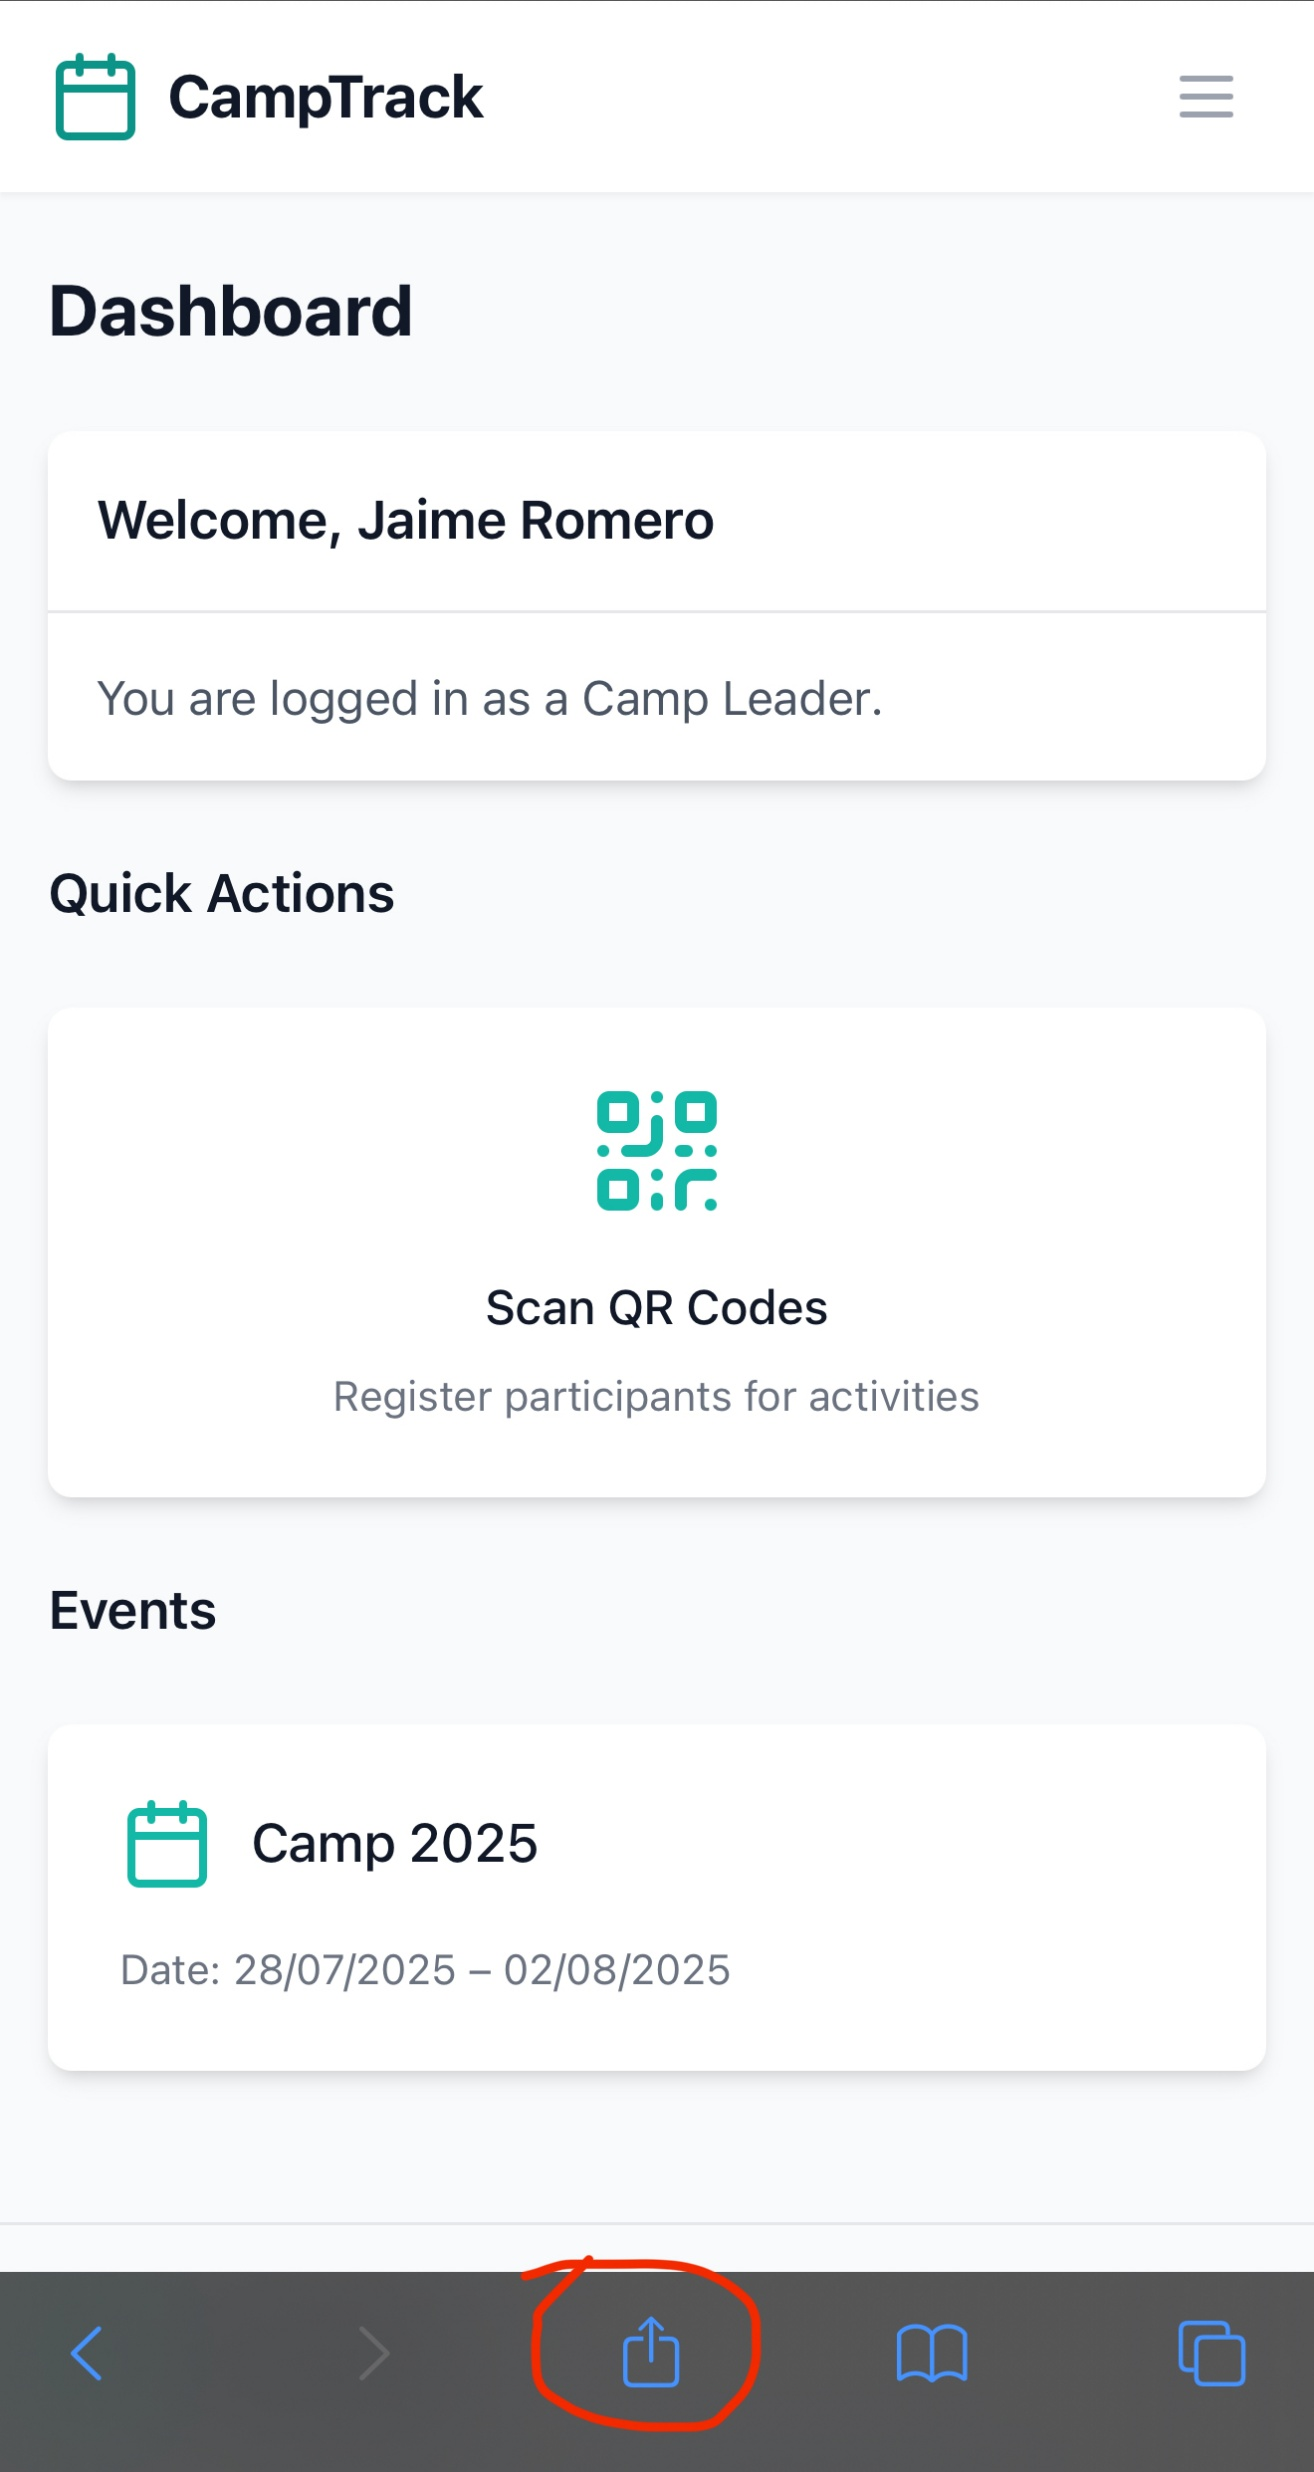 CampTrack
Dashboard
Welcome, Jaime Romero
You are logged in as a Camp Leader.
Quick Actions
Scan QR Codes
Register participants for activities
Events
Camp 2025
Date: 28/07/2025 – 02/08/2025